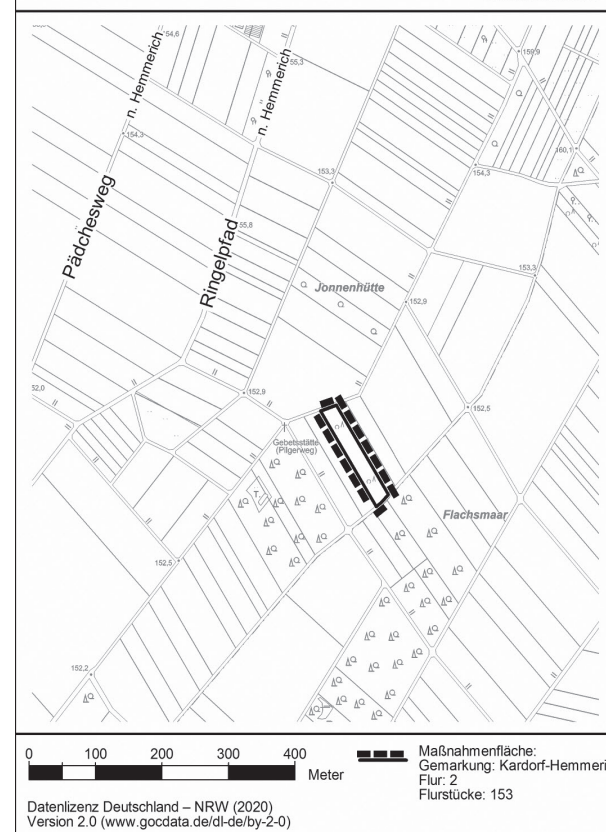 154,6
n. Hemmerich
155,3
n. Hemmerich
159,9
154,3
160,1
153,3
154,3
Pädchesweg
Ringelpfad
55,8
153,3
Jonnenhütte
152,9
52,0
152,9
152,5
Gebetsstätte
(Pilgerweg)
T
Flachsmaar
152,5
152,2
0 100 200 300 400
Meter
Maßnahmenfläche:
Gemarkung: Kardorf-Hemmeri
Flur: 2
Flurstücke: 153
Datenlizenz Deutschland – NRW (2020)
Version 2.0 (www.gocdata.de/dl-de/by-2-0)